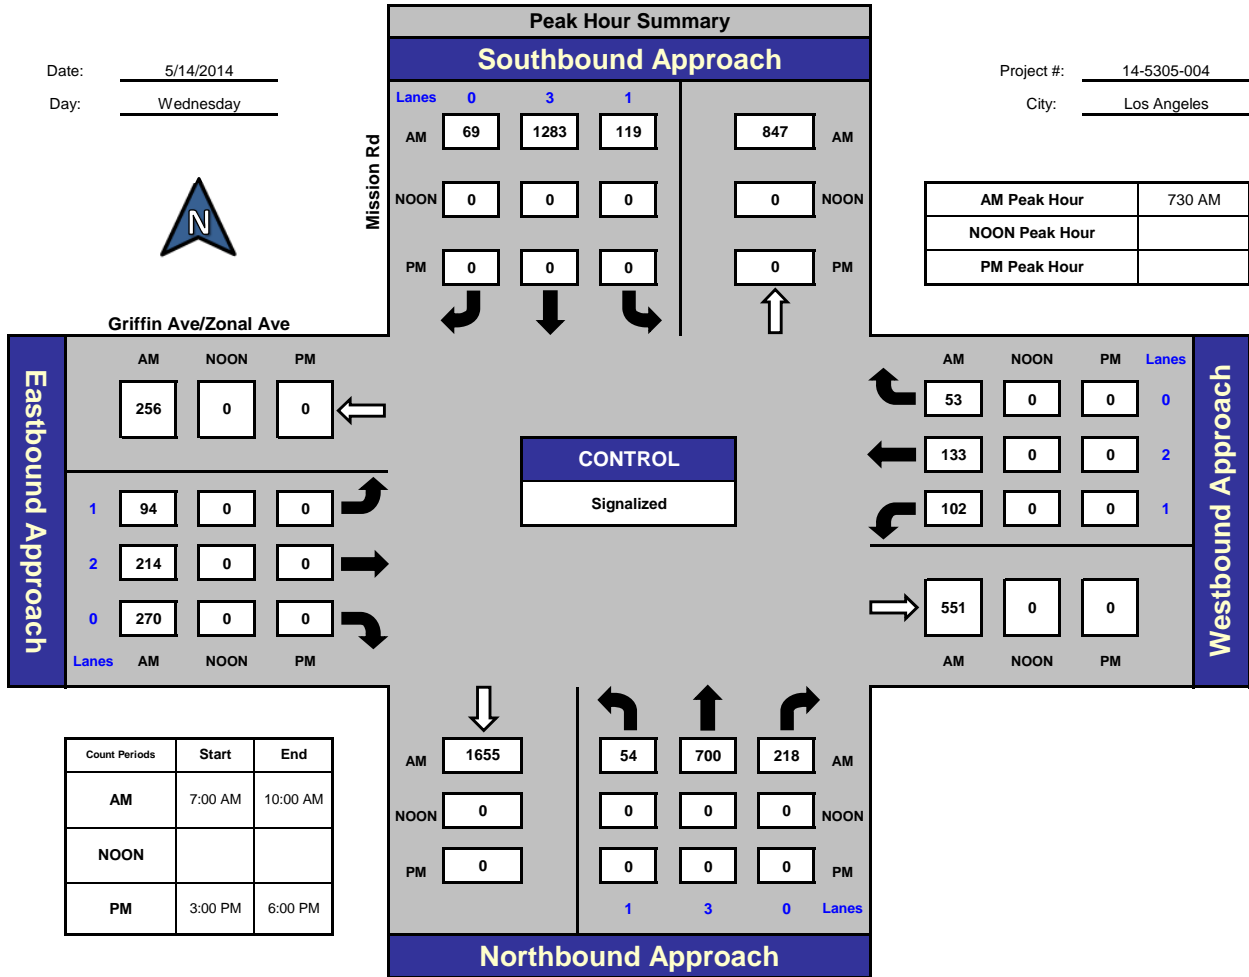 Peak Hour Summary
Southbound Approach
Date: 5/14/2014
Day: Wednesday
Project #: 14-5305-004
City: Los Angeles
N
Mission Rd
Lanes 0 3 1
AM 69 1283 119 847 AM
NOON 0 0 0 0 NOON
PM 0 0 0 0 PM
AM Peak Hour 730 AM
NOON Peak Hour
PM Peak Hour
Griffin Ave/Zonal Ave
Eastbound Approach
AM NOON PM
256 0 0
1 94 0 0
2 214 0 0
0 270 0 0
Lanes AM NOON PM
CONTROL
Signalized
AM NOON PM Lanes
53 0 0 0
133 0 0 2
102 0 0 1
551 0 0
AM NOON PM
Westbound Approach
Count Periods Start End
AM 7:00 AM 10:00 AM
NOON
PM 3:00 PM 6:00 PM
AM 1655 54 700 218 AM
NOON 0 0 0 0 NOON
PM 0 0 0 0 PM
1 3 0 Lanes
Northbound Approach